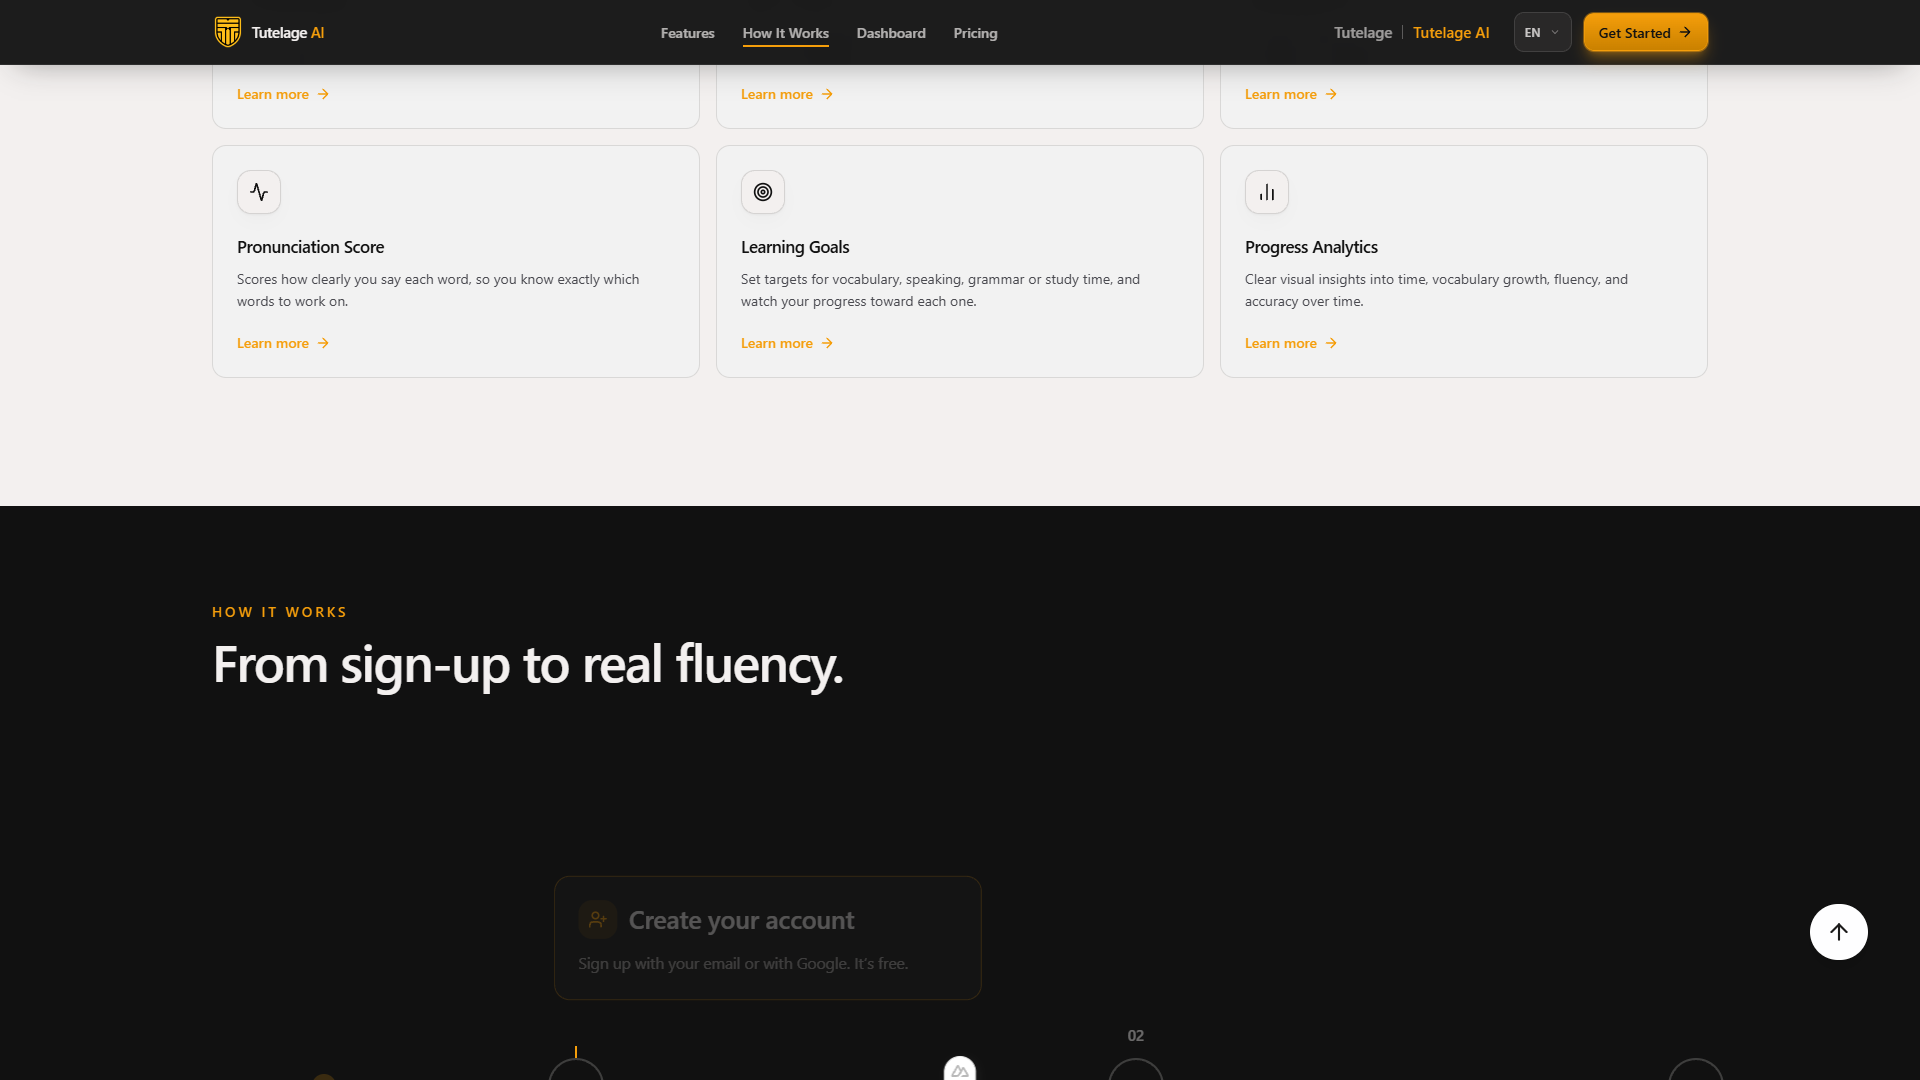 Tutelage AI
Features
How It Works
Dashboard
Pricing
Tutelage
Tutelage AI
EN
Get Started
Learn more
Learn more
Learn more
Pronunciation Score
Scores how clearly you say each word, so you know exactly which
words to work on.
Learn more
Learning Goals
Set targets for vocabulary, speaking, grammar or study time, and
watch your progress toward each one.
Learn more
Progress Analytics
Clear visual insights into time, vocabulary growth, fluency, and
accuracy over time.
Learn more
HOW IT WORKS
From sign-up to real fluency.
Create your account
Sign up with your email or with Google. It's free.
02